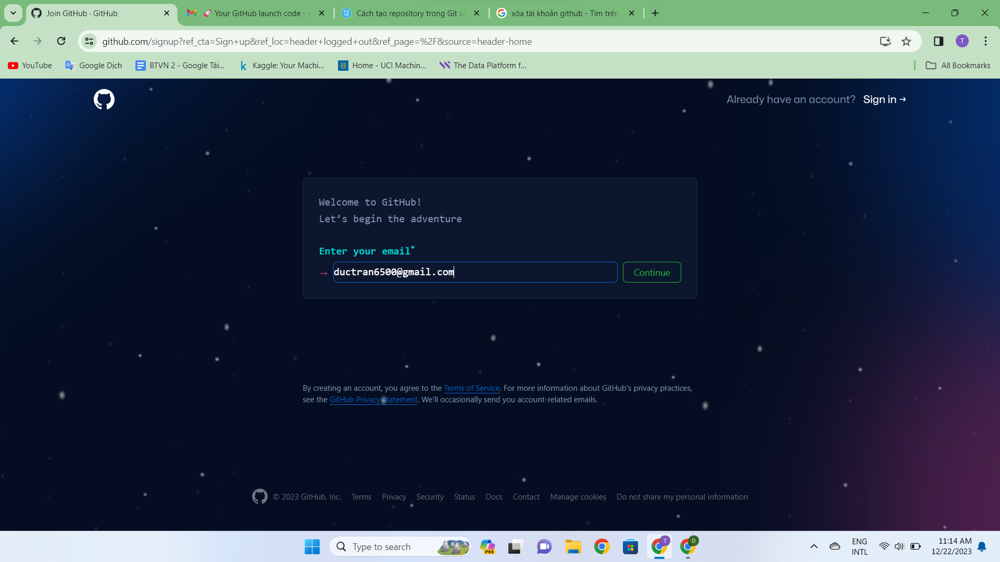 Join GitHub · GitHub
🚀 Your GitHub launch code -
Cách tạo repository trong Git và
xóa tài khoản github - Tìm trên
github.com/signup?ref_cta=Sign+up&ref_loc=header+logged+out&ref_page=%2F&source=header-home
T
YouTube
Google Dịch
BTVN 2 - Google Tài...
Kaggle: Your Machi...
Home - UCI Machin...
The Data Platform f...
All Bookmarks
Already have an account? Sign in →
Welcome to GitHub!
Let’s begin the adventure
Enter your email*
→ ductran6500@gmail.com
Continue
By creating an account, you agree to the Terms of Service. For more information about GitHub's privacy practices,
see the GitHub Privacy Statement. We'll occasionally send you account-related emails.
© 2023 GitHub, Inc. Terms Privacy Security Status Docs Contact Manage cookies Do not share my personal information
Type to search
PRE
T
D
ENG
INTL
11:14 AM
12/22/2023